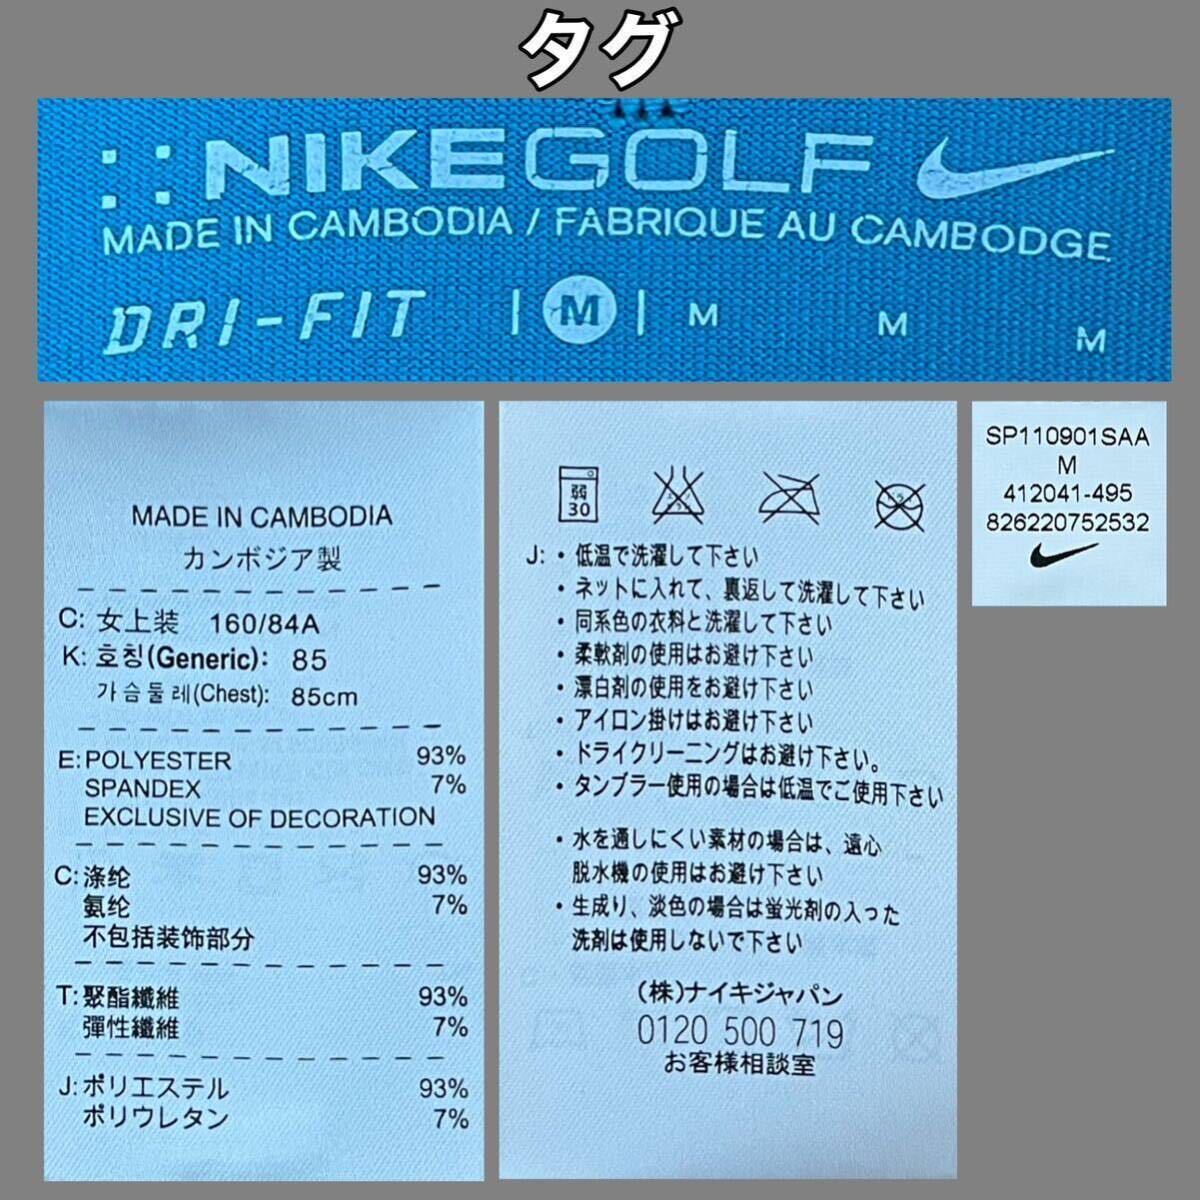 タグ
NIKEGOLF
MADE IN CAMBODIA / FABRIQUE AU CAMBODGE
DRI-FIT | M | M M M
MADE IN CAMBODIA
カンボジア製
C: 女上装 160/84A
K: 호칭(Generic): 85
가슴둘레(Chest): 85cm
E: POLYESTER 93%
SPANDEX 7%
EXCLUSIVE OF DECORATION
C: 涤纶 93%
氨纶 7%
不包括装饰部分
T: 聚酯纖維 93%
彈性纖維 7%
J: ポリエステル 93%
ポリウレタン 7%
弱
30
J: ・低温で洗濯して下さい
・ネットに入れて、裏返して洗濯して下さい
・同系色の衣料と洗濯して下さい
・柔軟剤の使用はお避け下さい
・漂白剤の使用をお避け下さい
・アイロン掛けはお避け下さい
・ドライクリーニングはお避け下さい。
・タンブラー使用の場合は低温でご使用下さい
・水を通しにくい素材の場合は、遠心
脱水機の使用はお避け下さい
・生成り、淡色の場合は蛍光剤の入った
洗剤は使用しないで下さい
(株)ナイキジャパン
0120 500 719
お客様相談室
SP110901SAA
M
412041-495
826220752532